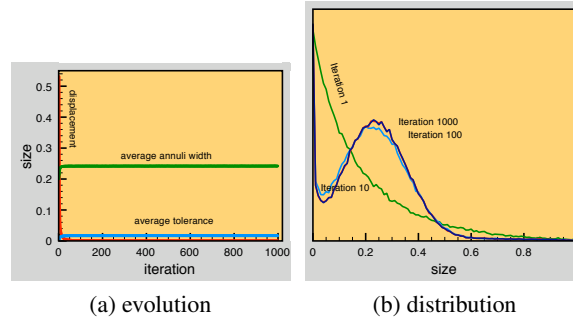 0.5
0.4
0.3
0.2
0.1
0
size
displacement
average annuli width
average tolerance
0 200 400 600 800 1000
iteration
(a) evolution
Iteration 1
Iteration 1000
Iteration 100
Iteration 10
0 0.2 0.4 0.6 0.8
size
(b) distribution